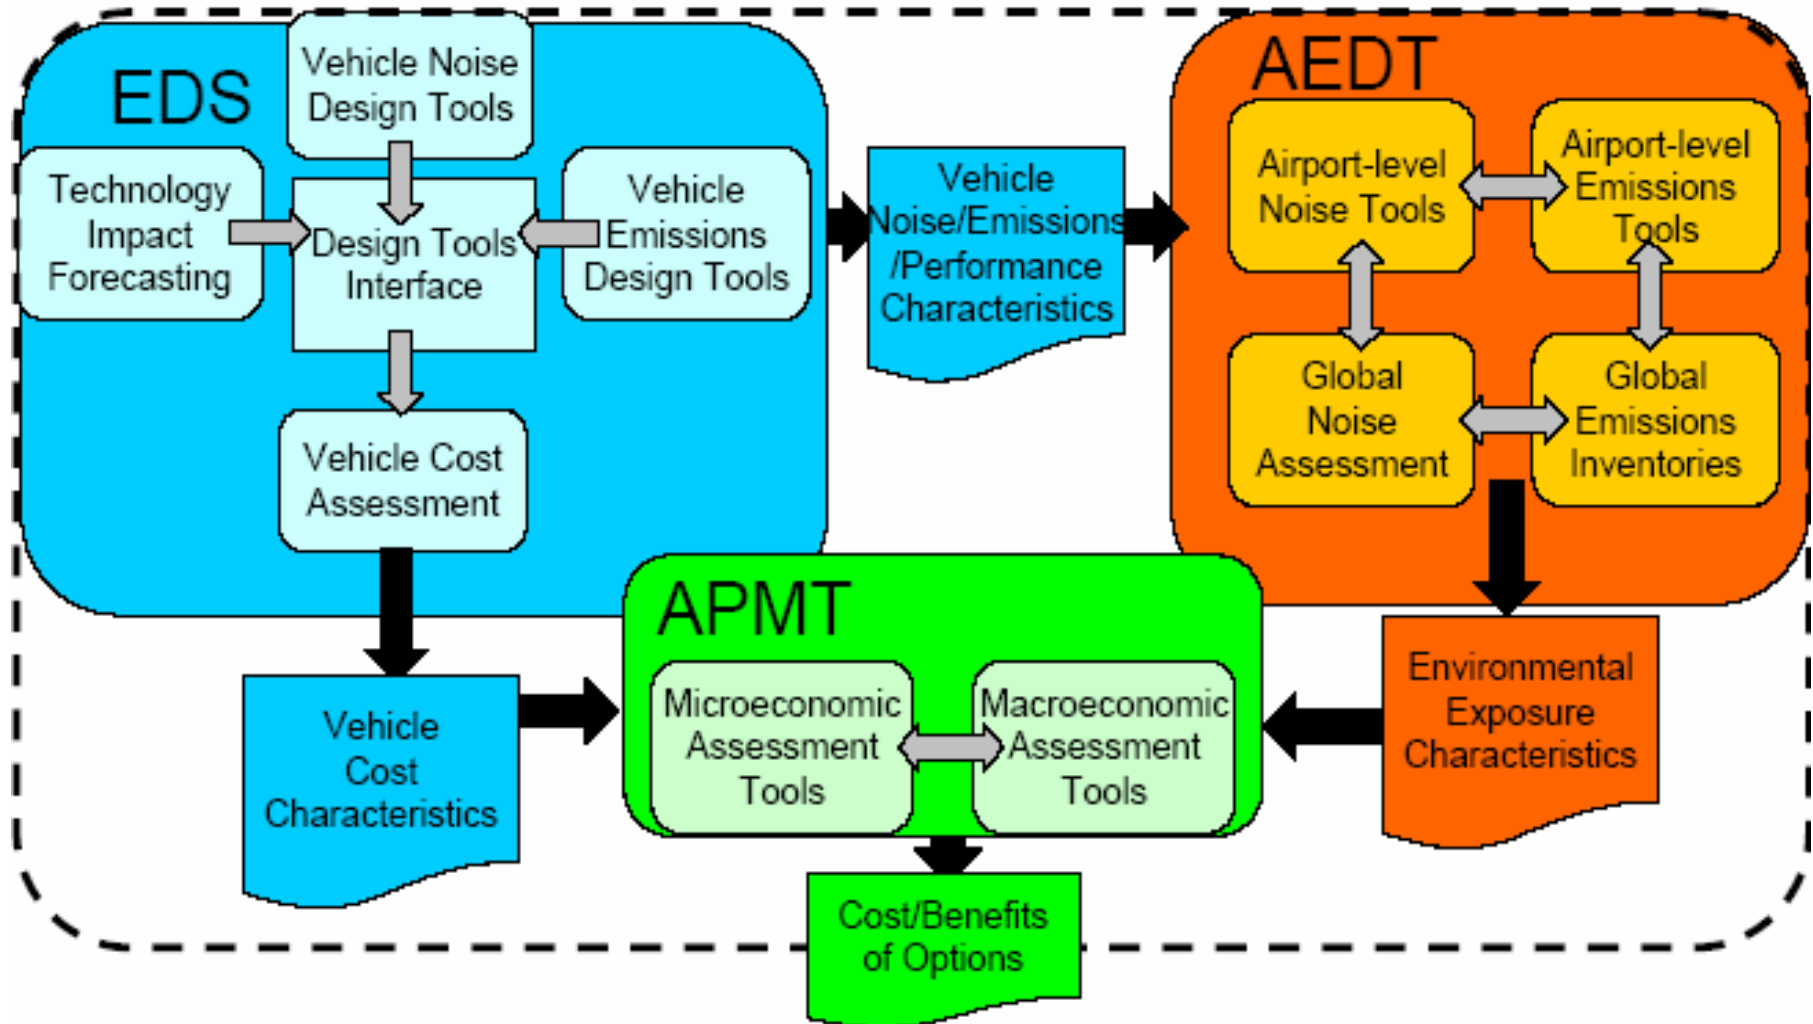 EDS
Vehicle Noise
Design Tools
Technology
Impact
Forecasting
Design Tools
Interface
Vehicle
Emissions
Design Tools
Vehicle Cost
Assessment
Vehicle
Noise/Emissions
/Performance
Characteristics
AEDT
Airport-level
Noise Tools
Airport-level
Emissions
Tools
Global
Noise
Assessment
Global
Emissions
Inventories
APMT
Microeconomic
Assessment
Tools
Macroeconomic
Assessment
Tools
Vehicle
Cost
Characteristics
Environmental
Exposure
Characteristics
Cost/Benefits
of Options